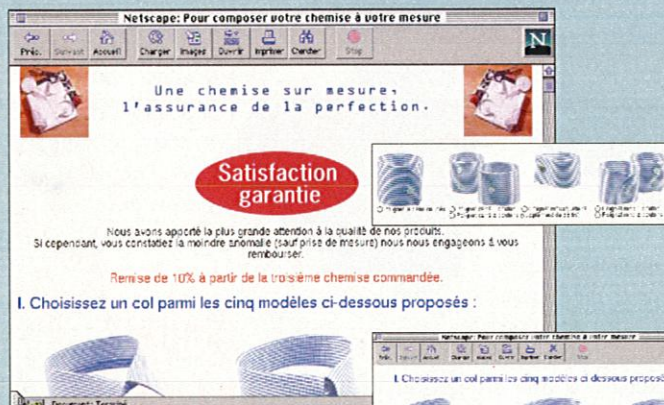 Netscape: Pour composer votre chemise à votre mesure
Préc. Suivant Accueil Charger Images Ouvrir Imprimer Chercher Stop
N
Une chemise sur mesure,
l'assurance de la perfection.
Satisfaction
garantie
Nous avons apporté la plus grande attention à la qualité de nos produits.
Si cependant, vous constatiez la moindre anomalie (sauf prise de mesure) nous nous engageons à vous
rembourser.
Remise de 10% à partir de la troisième chemise commandée.
I. Choisissez un col parmi les cinq modèles ci-dessous proposés :
Document: Terminé
Netscape: Pour composer votre chemise à votre mesure
I. Choisissez un col parmi les cinq modèles ci-dessous proposés